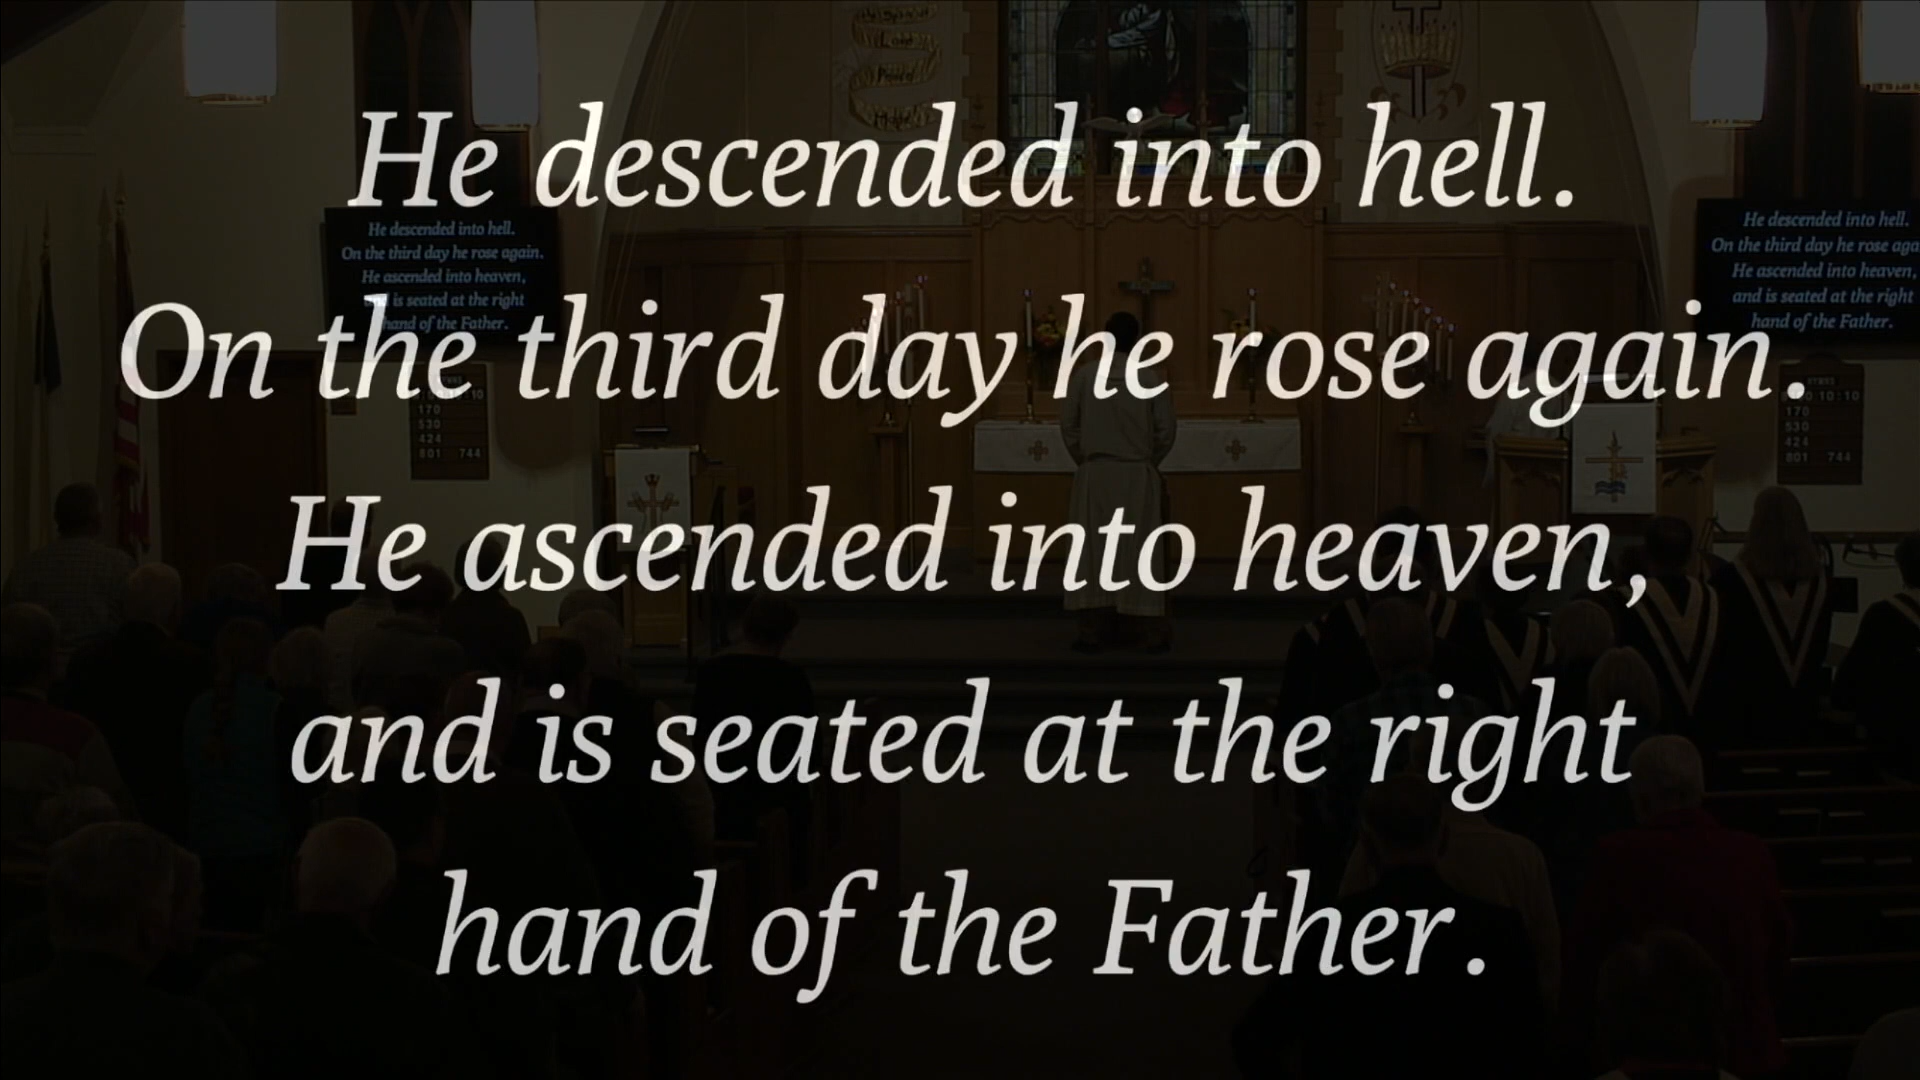 He descended into hell.
On the third day he rose again.
He ascended into heaven,
and is seated at the right
hand of the Father.
He descended into hell.
On the third day he rose again.
He ascended into heaven,
is seated at the right
hand of the Father.
He descended into hell.
On the third day he rose aga
He ascended into heaven,
and is seated at the right
hand of the Father.
170
530
424
801 744
10:10
170
530
424
801 744